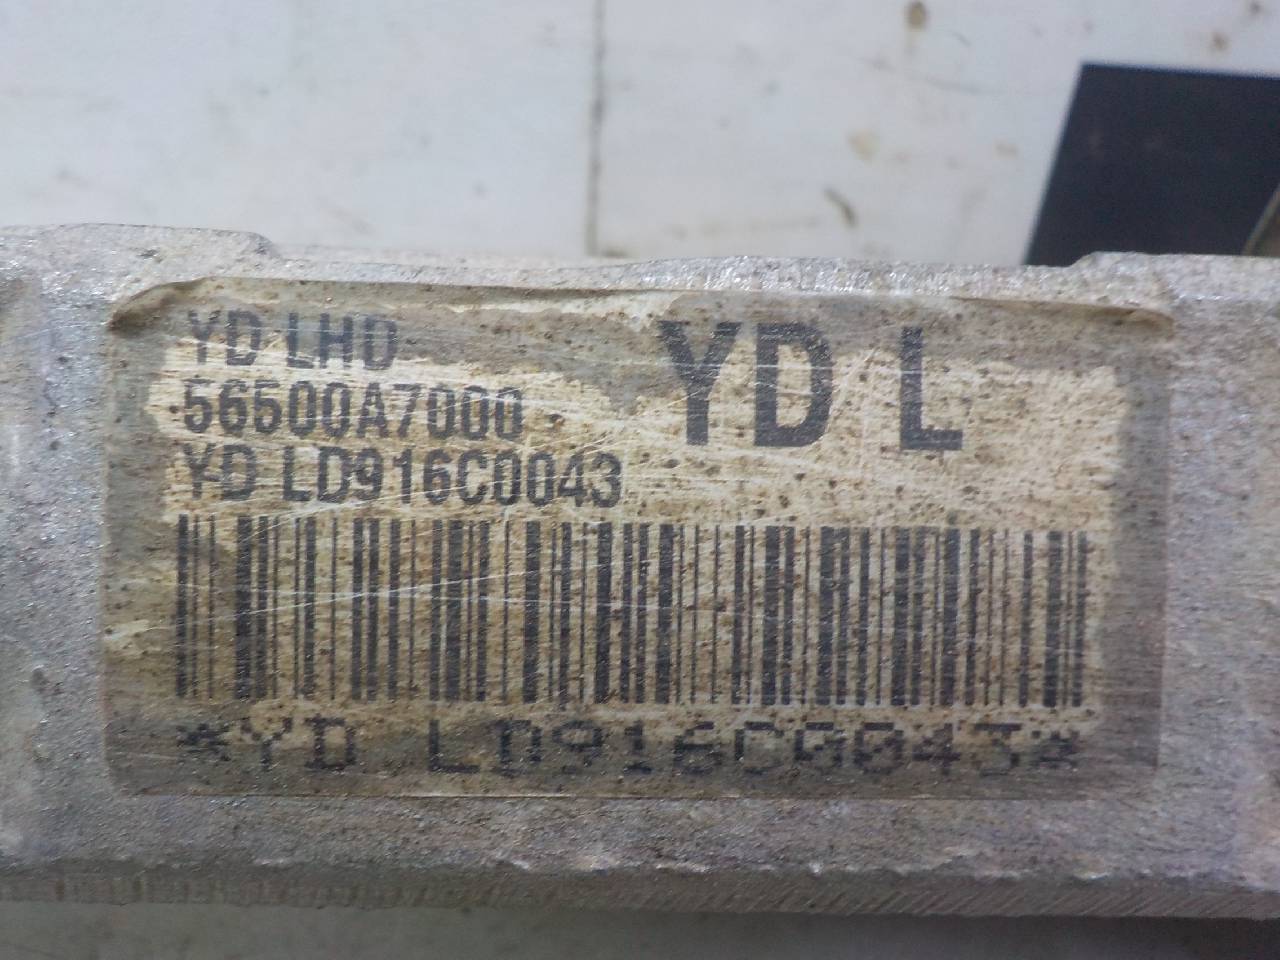 YD LHD
YD L
56500A7000
YD LD916C0043
*YD LD916C0043*